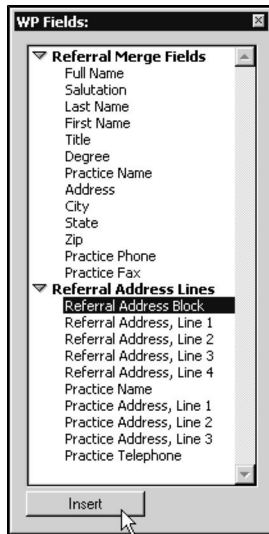 WP Fields:
Referral Merge Fields
Full Name
Salutation
Last Name
First Name
Title
Degree
Practice Name
Address
City
State
Zip
Practice Phone
Practice Fax
Referral Address Lines
Referral Address Block
Referral Address, Line 1
Referral Address, Line 2
Referral Address, Line 3
Referral Address, Line 4
Practice Name
Practice Address, Line 1
Practice Address, Line 2
Practice Address, Line 3
Practice Telephone
Insert